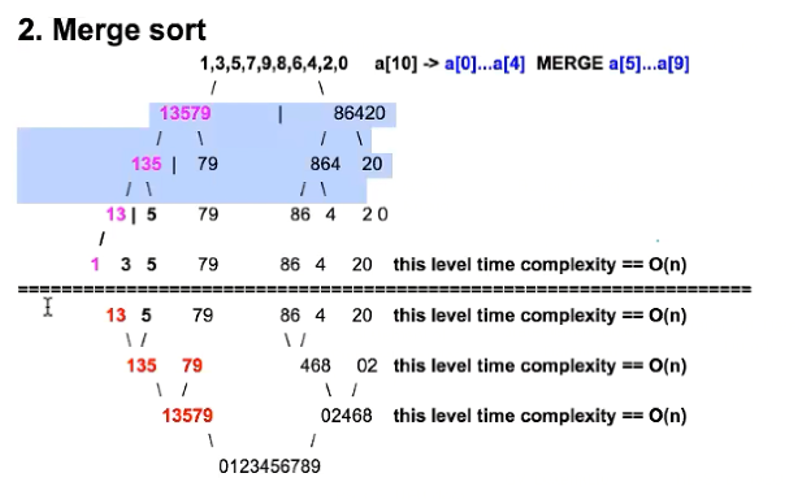 2. Merge sort
1,3,5,7,9,8,6,4,2,0 a[10] -> a[0]...a[4] MERGE a[5]...a[9]
/ \
13579 | 86420
/ \ / \
135 | 79 864 20
/ \ / \
13 | 5 79 86 4 2 0
/
1 3 5 79 86 4 20 this level time complexity == O(n)
================================================================================
13 5 79 86 4 20 this level time complexity == O(n)
\ / \ /
135 79 468 02 this level time complexity == O(n)
\ / \ /
13579 02468 this level time complexity == O(n)
\ /
0123456789